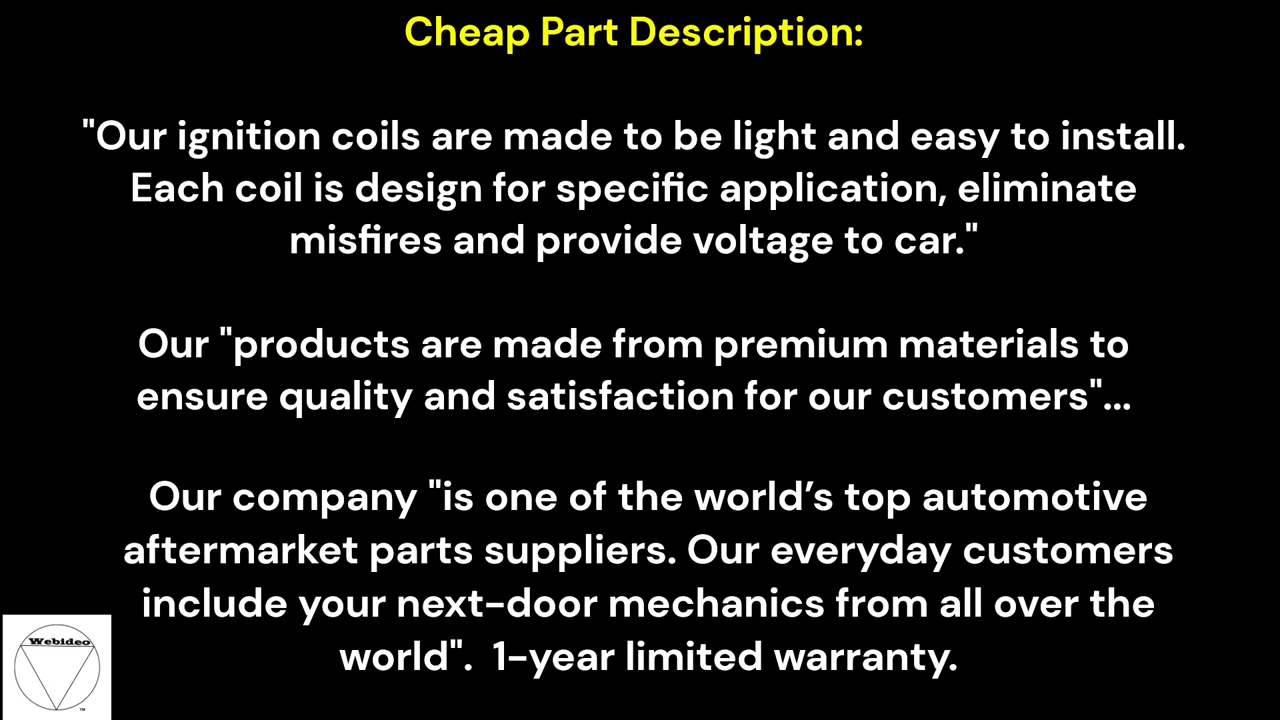 Cheap Part Description:
"Our ignition coils are made to be light and easy to install.
Each coil is design for specific application, eliminate
misfires and provide voltage to car."
Our "products are made from premium materials to
ensure quality and satisfaction for our customers"...
Our company "is one of the world’s top automotive
aftermarket parts suppliers. Our everyday customers
include your next-door mechanics from all over the
world".  1-year limited warranty.
Webideo
™